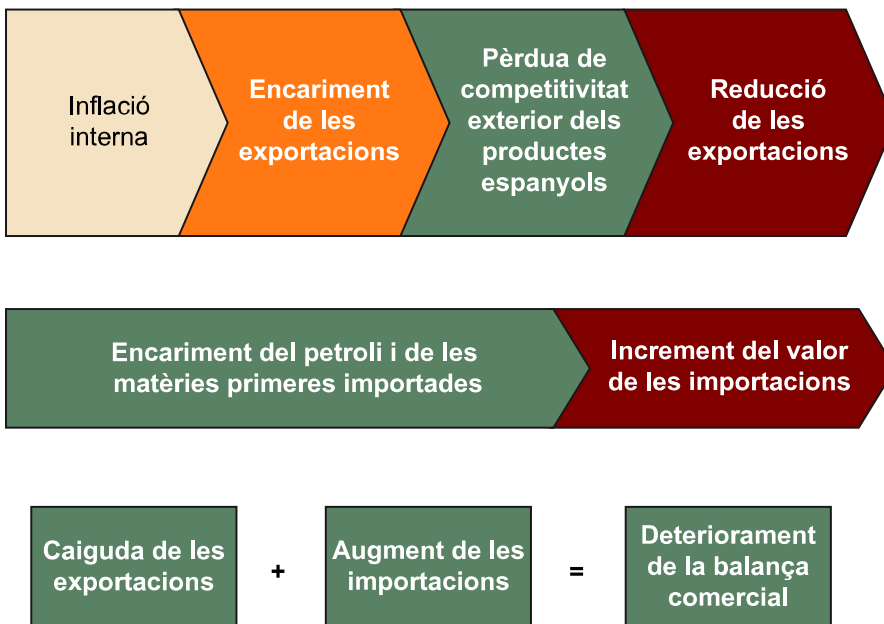 Inflació
interna
Encariment
de les
exportacions
Pèrdua de
competitivitat
exterior dels
productes
espanyols
Reducció
de les
exportacions
Encariment del petroli i de les
matèries primeres importades
Increment del valor
de les importacions
Caiguda de les
exportacions
+
Augment de les
importacions
=
Deteriorament
de la balança
comercial